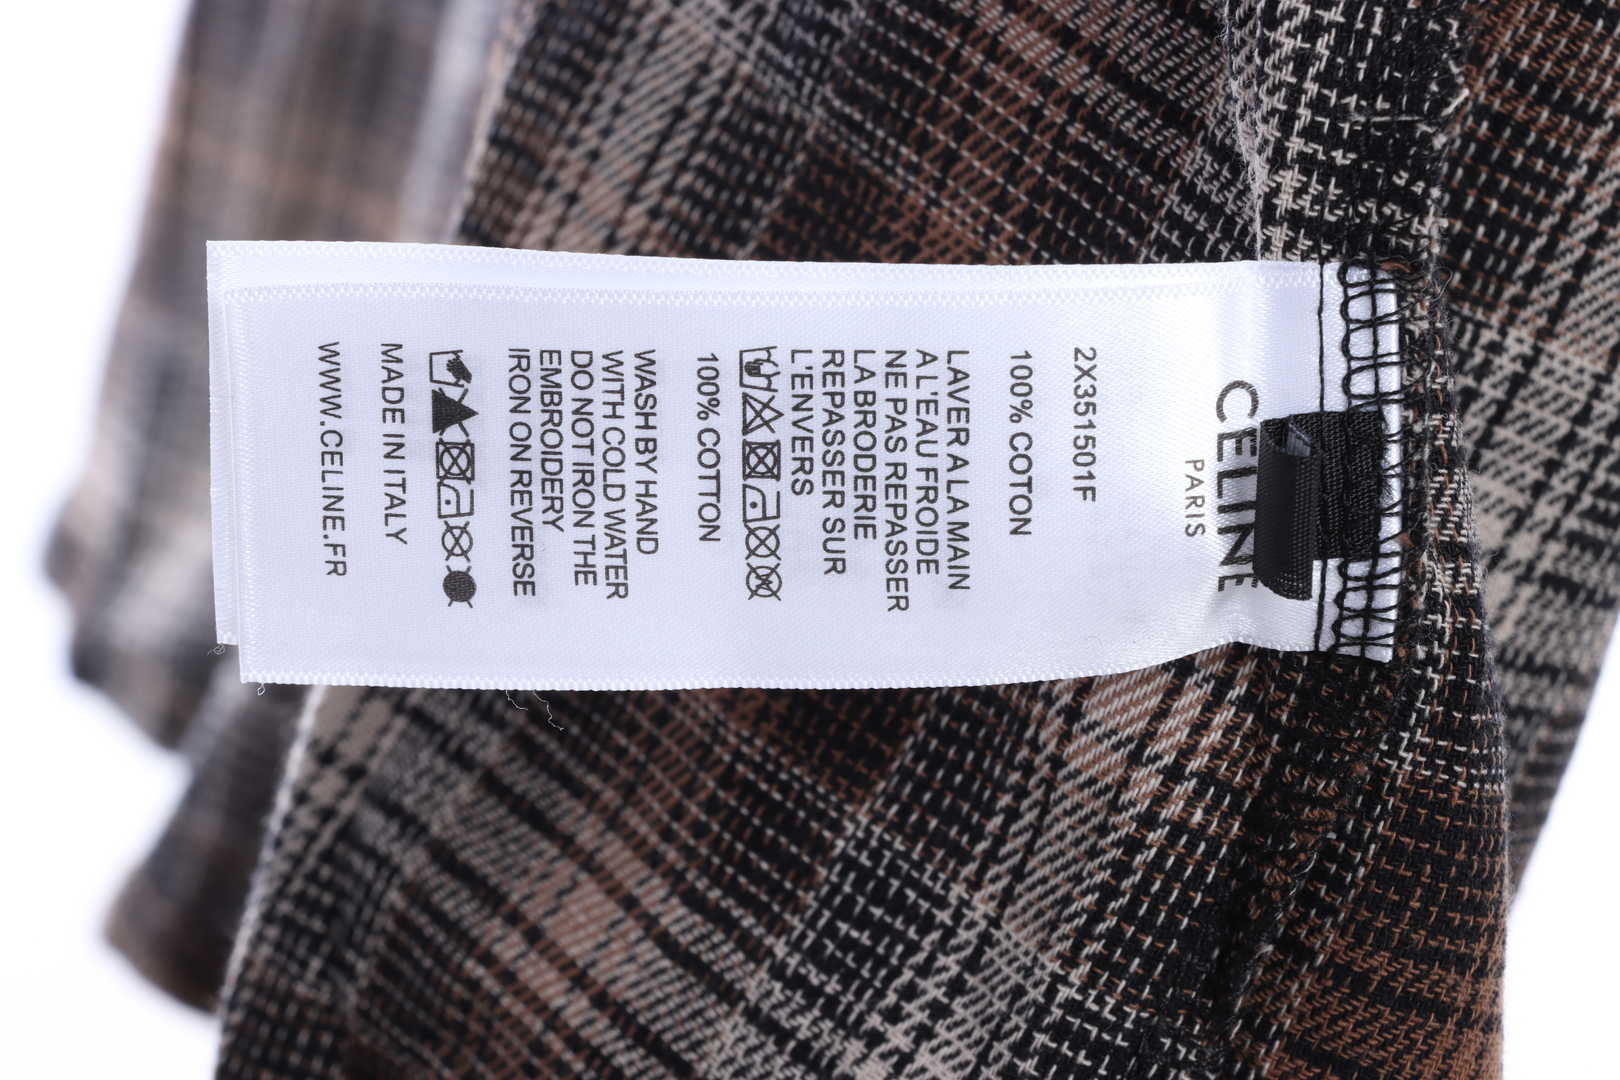 CELINE
PARIS
2X351501F
100% COTON
LAVER A LA MAIN
A L'EAU FROIDE
NE PAS REPASSER
LA BRODERIE
REPASSER SUR
L'ENVERS
100% COTTON
WASH BY HAND
WITH COLD WATER
DO NOT IRON THE
EMBROIDERY
IRON ON REVERSE
MADE IN ITALY
WWW.CELINE.FR